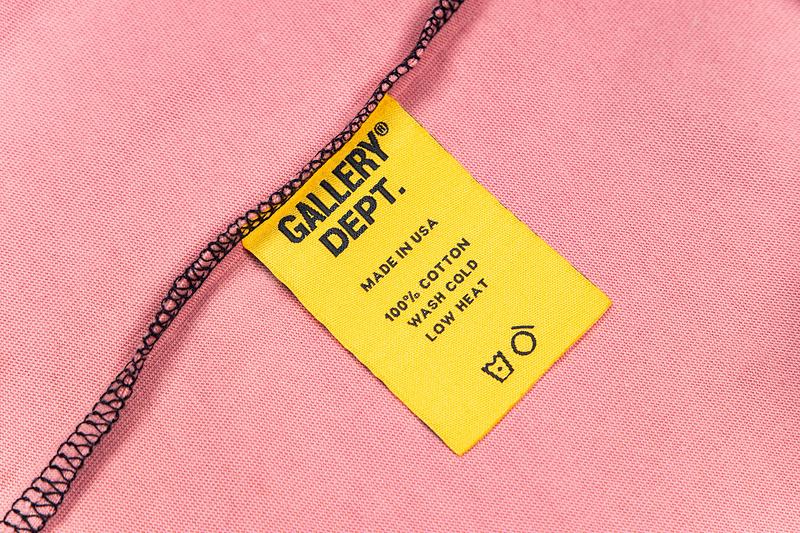 GALLERY®
DEPT.
MADE IN USA
100% COTTON
WASH COLD
LOW HEAT